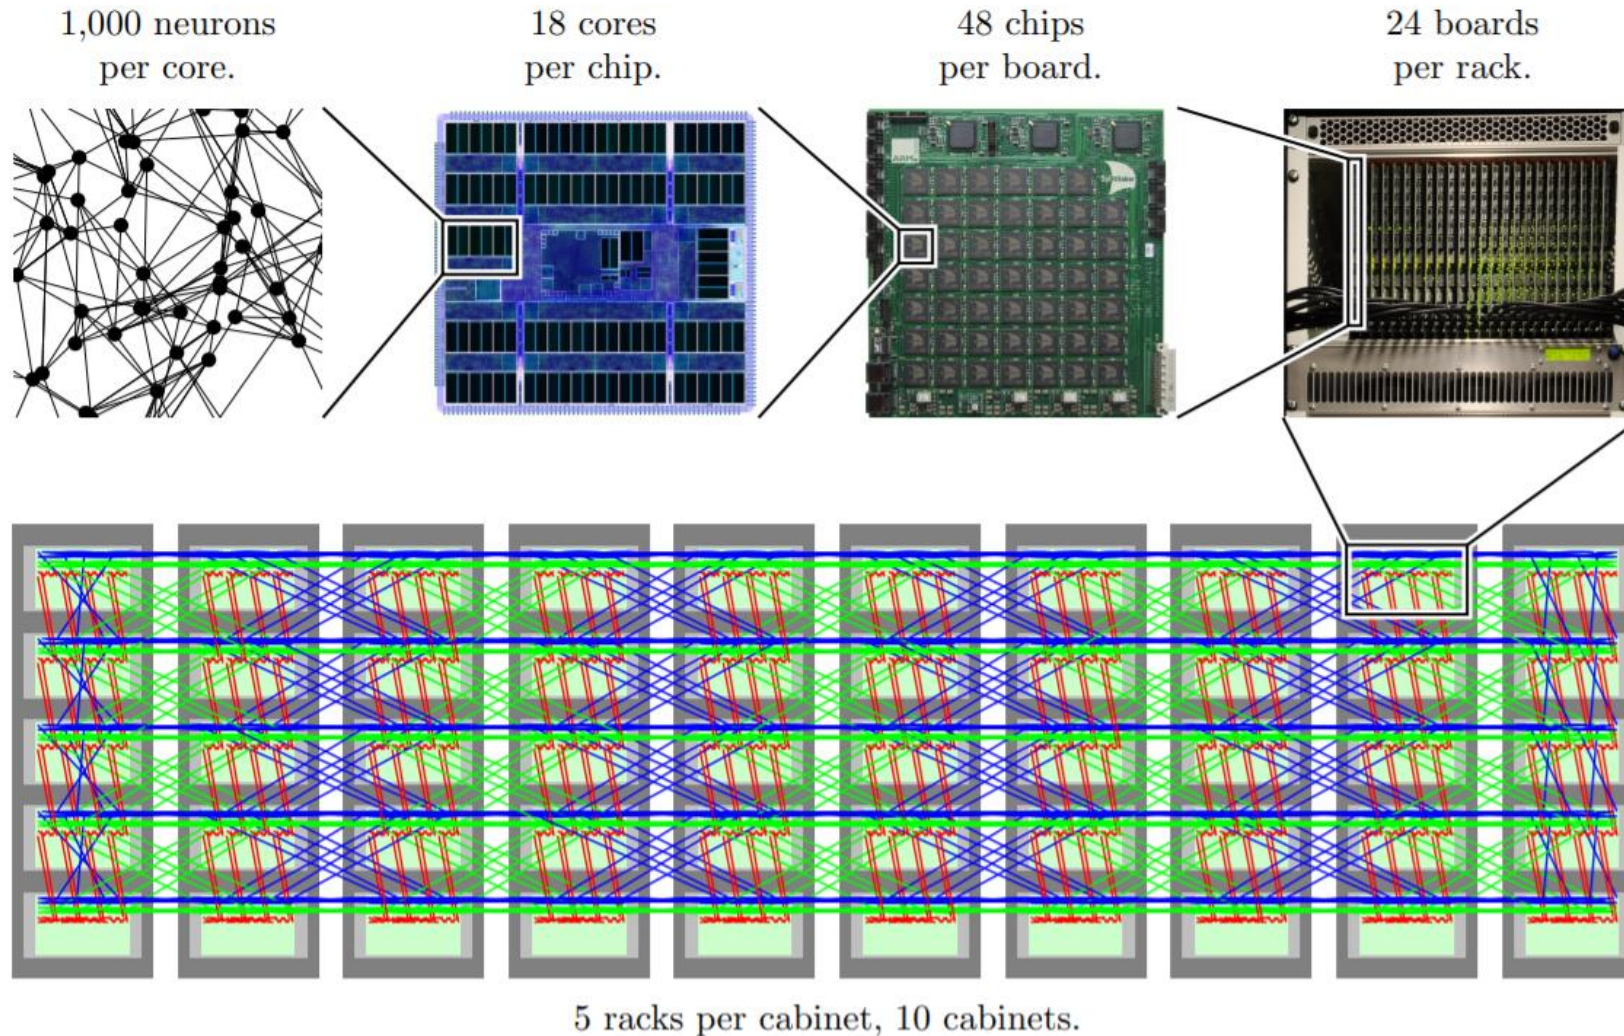 1,000 neurons
per core.
18 cores
per chip.
48 chips
per board.
24 boards
per rack.
5 racks per cabinet, 10 cabinets.